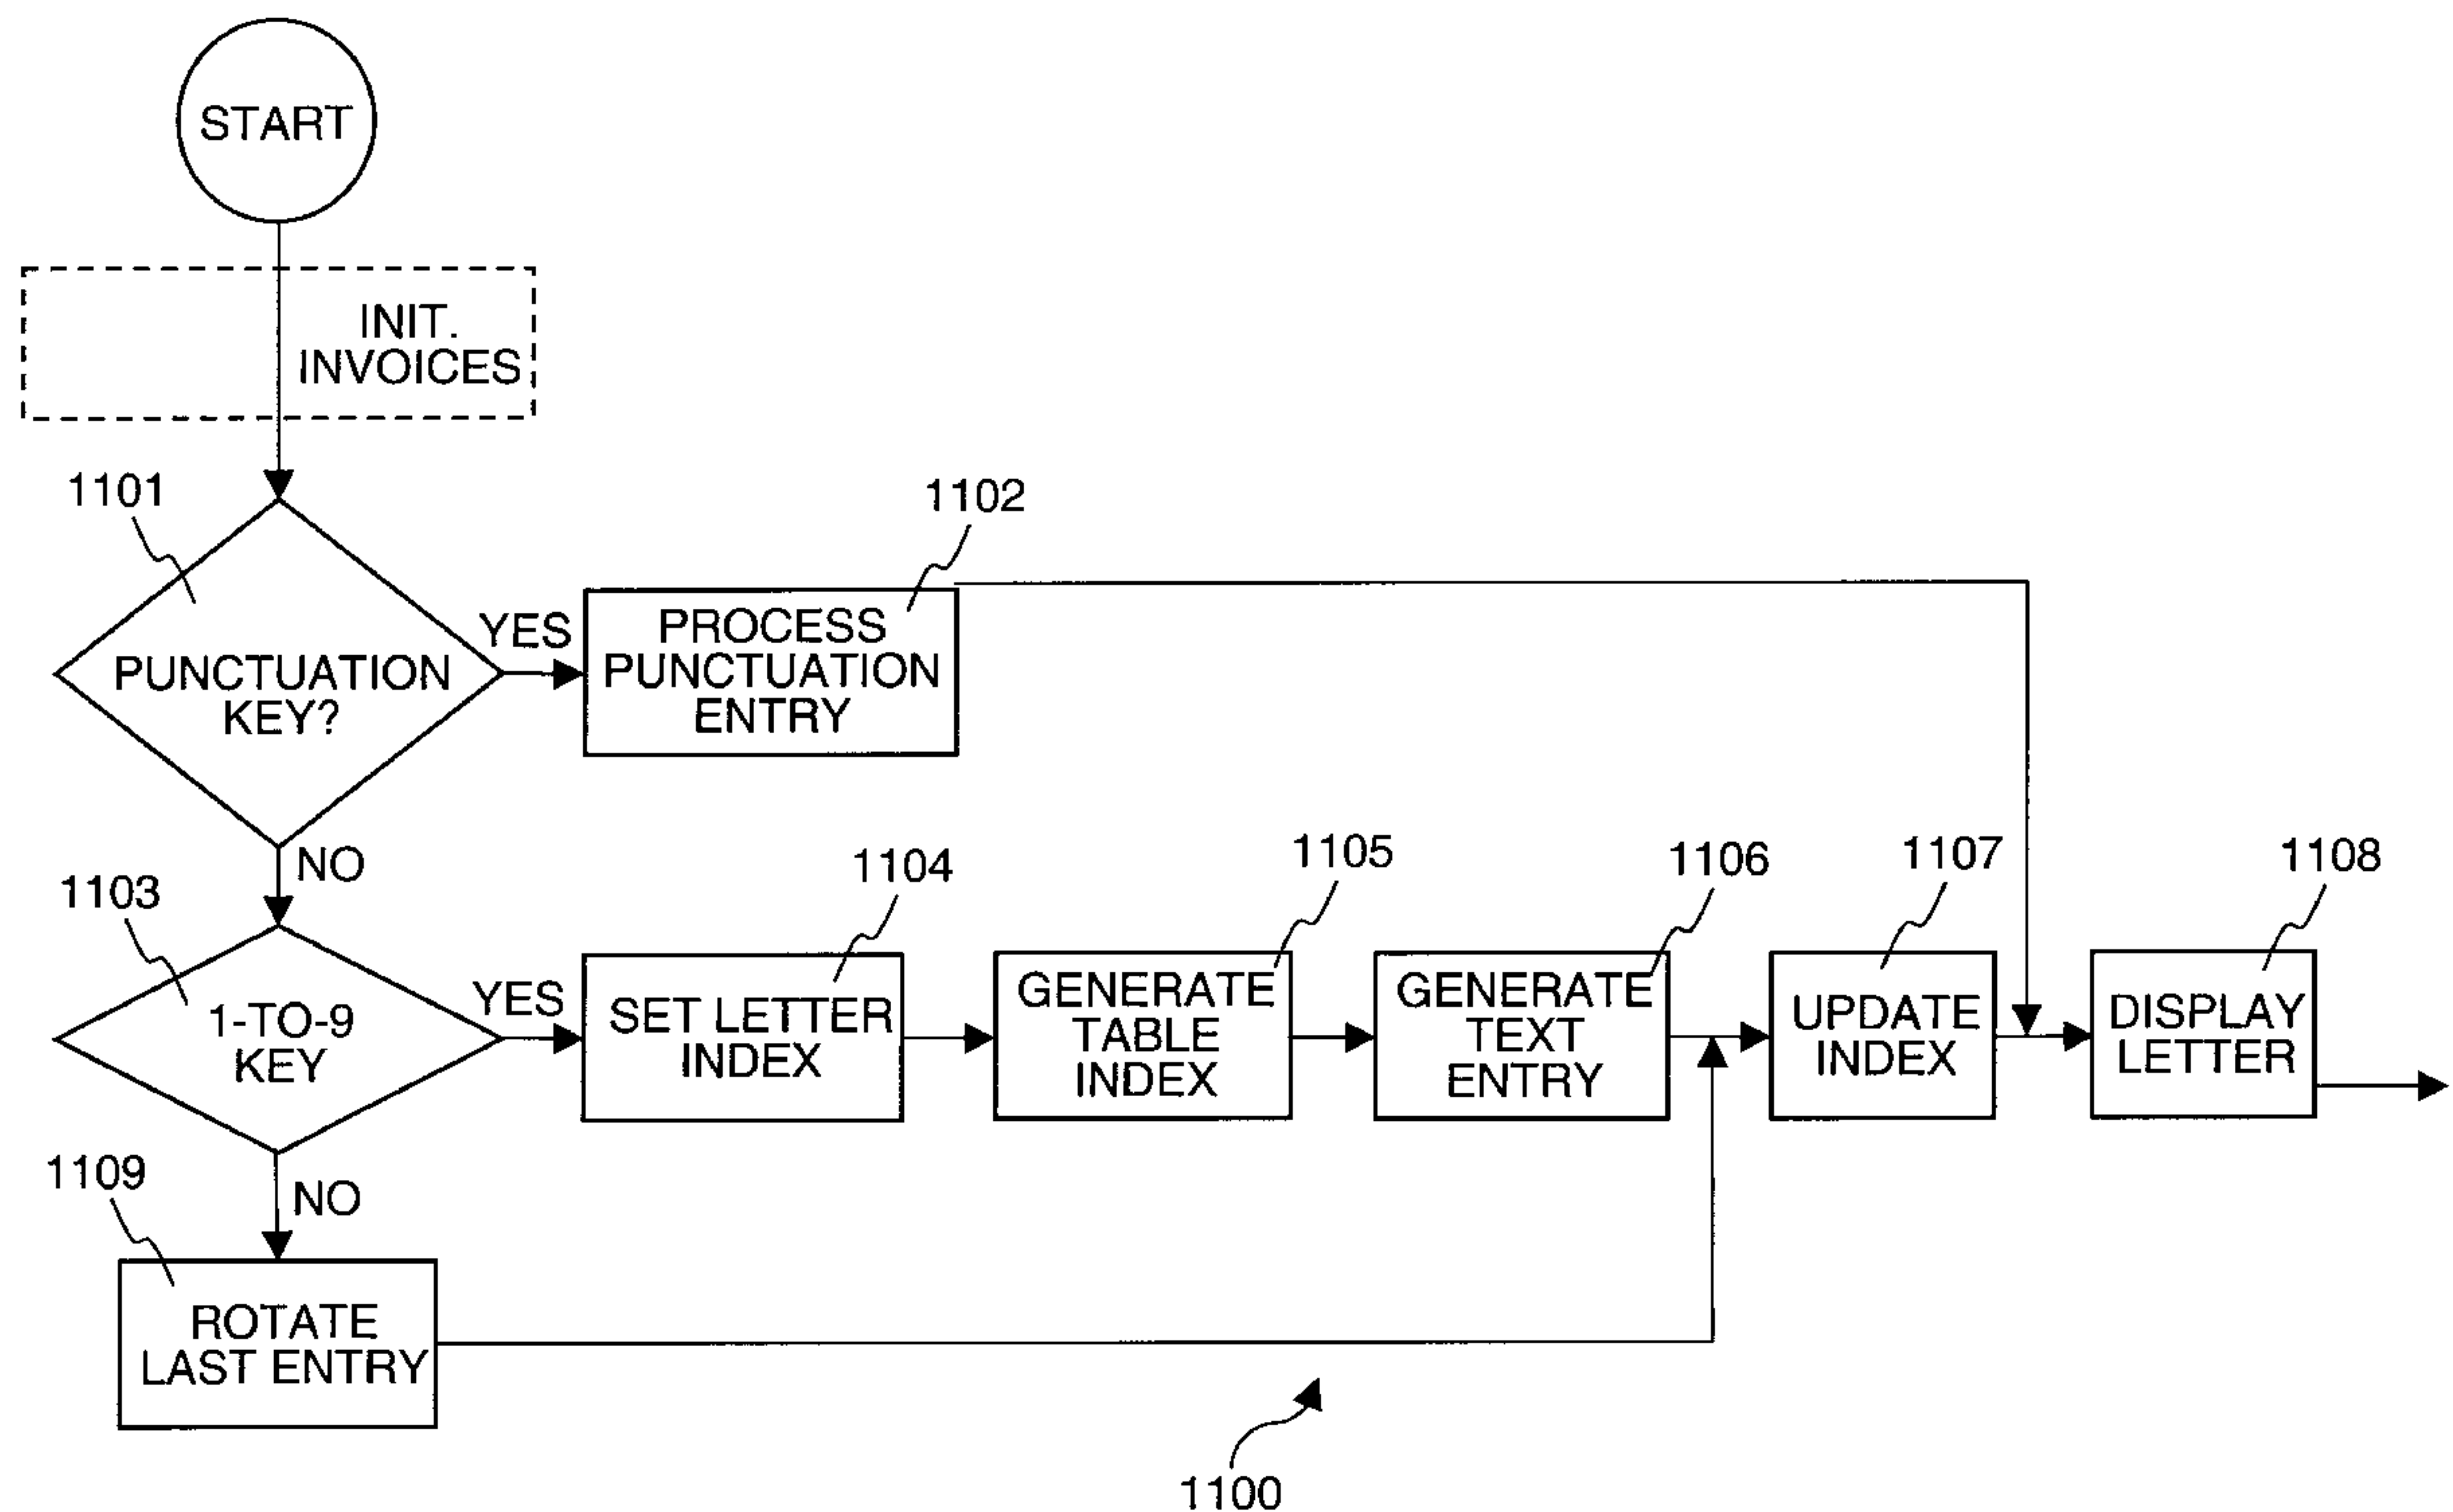 START
INIT.
INVOICES
1101
PUNCTUATION
KEY?
YES
1102
PROCESS
PUNCTUATION
ENTRY
NO
1103
1-TO-9
KEY
YES
1104
SET LETTER
INDEX
1105
GENERATE
TABLE
INDEX
1106
GENERATE
TEXT
ENTRY
1107
UPDATE
INDEX
1108
DISPLAY
LETTER
NO
1109
ROTATE
LAST ENTRY
1100